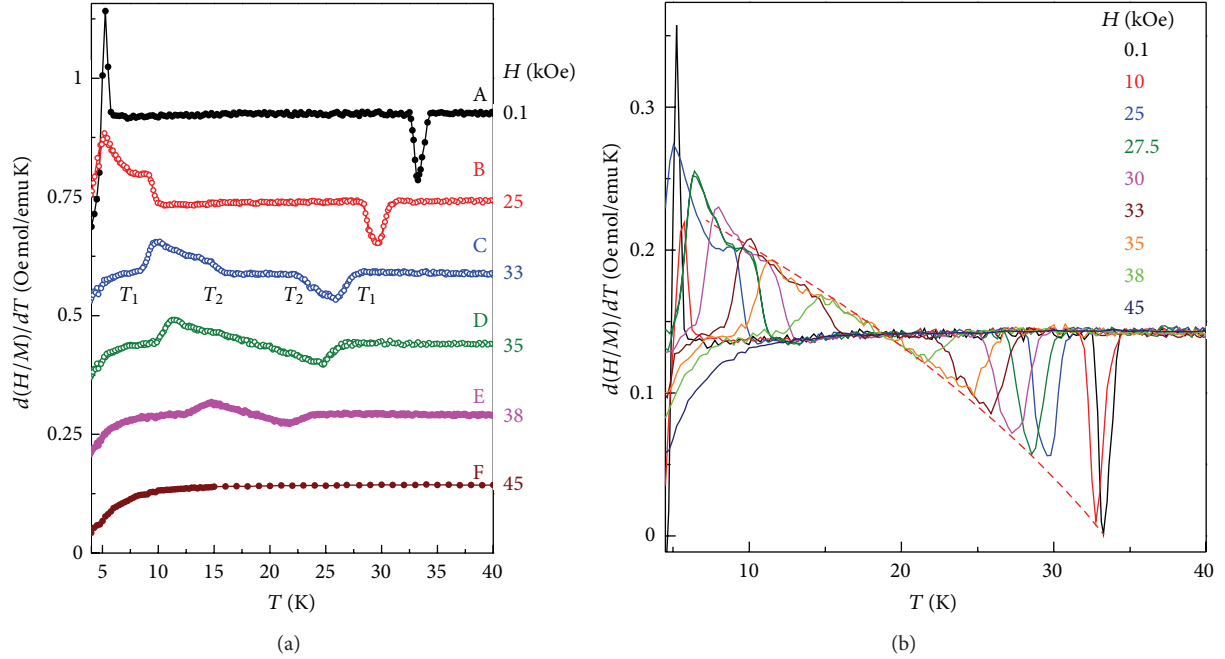 d(H/M)/dT (Oe mol/emu K)
1
0.75
0.5
0.25
0
H (kOe)
A
0.1
B
25
C
33
T1 T2 T2 T1
D
35
E
38
F
45
5 10 15 20 25 30 35 40
T (K)
(a)
d(H/M)/dT (Oe mol/emu K)
0.3
0.2
0.1
0
H (kOe)
0.1
10
25
27.5
30
33
35
38
45
10 20 30 40
T (K)
(b)